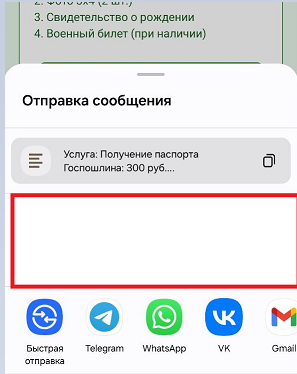 2. Фото 3x4 (2 шт.)
3. Свидетельство о рождении
4. Военный билет (при наличии)
Отправка сообщения
Услуга: Получение паспорта
Госпошлина: 300 руб....
Быстрая отправка
Telegram
WhatsApp
VK
Gmail